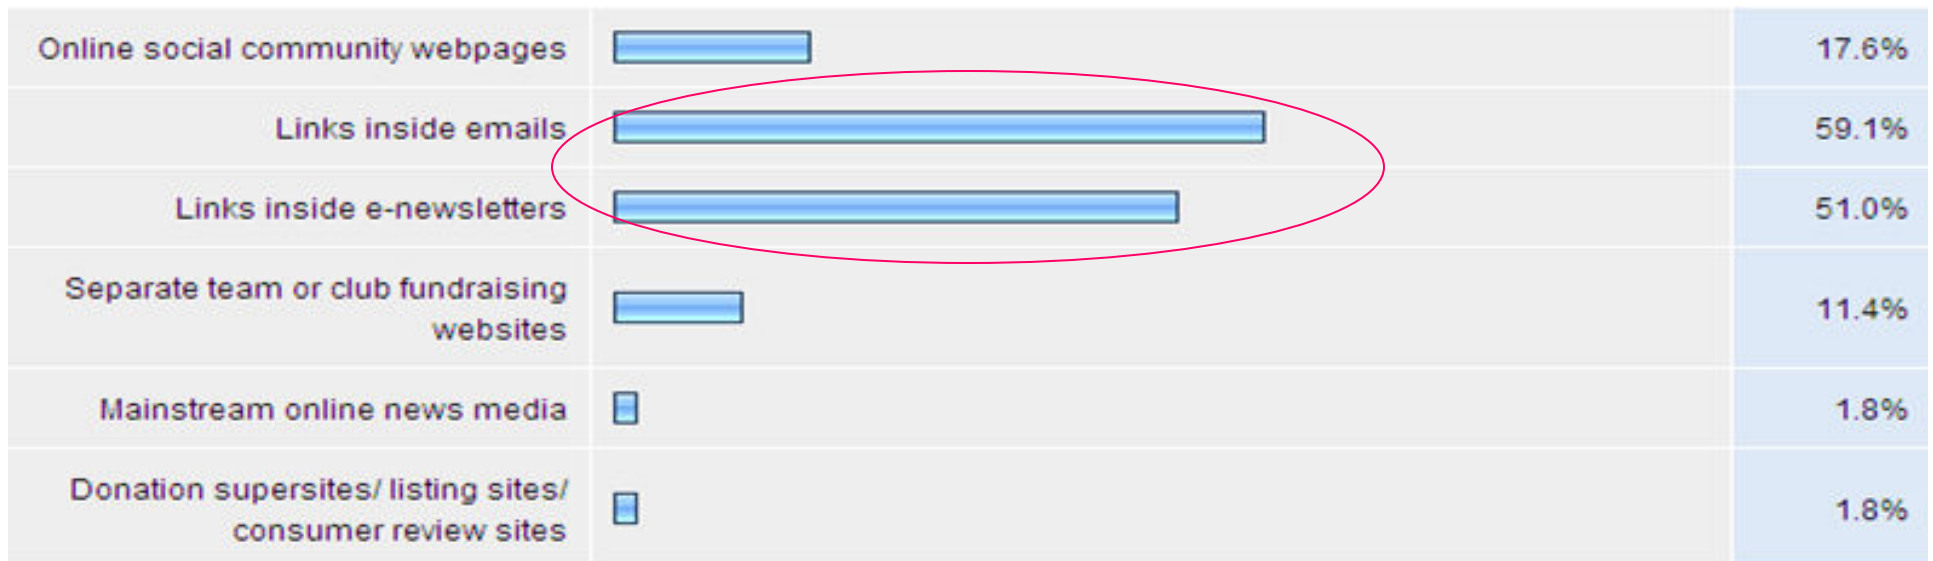 Online social community webpages 17.6%
Links inside emails 59.1%
Links inside e-newsletters 51.0%
Separate team or club fundraising
websites 11.4%
Mainstream online news media 1.8%
Donation supersites/ listing sites/
consumer review sites 1.8%